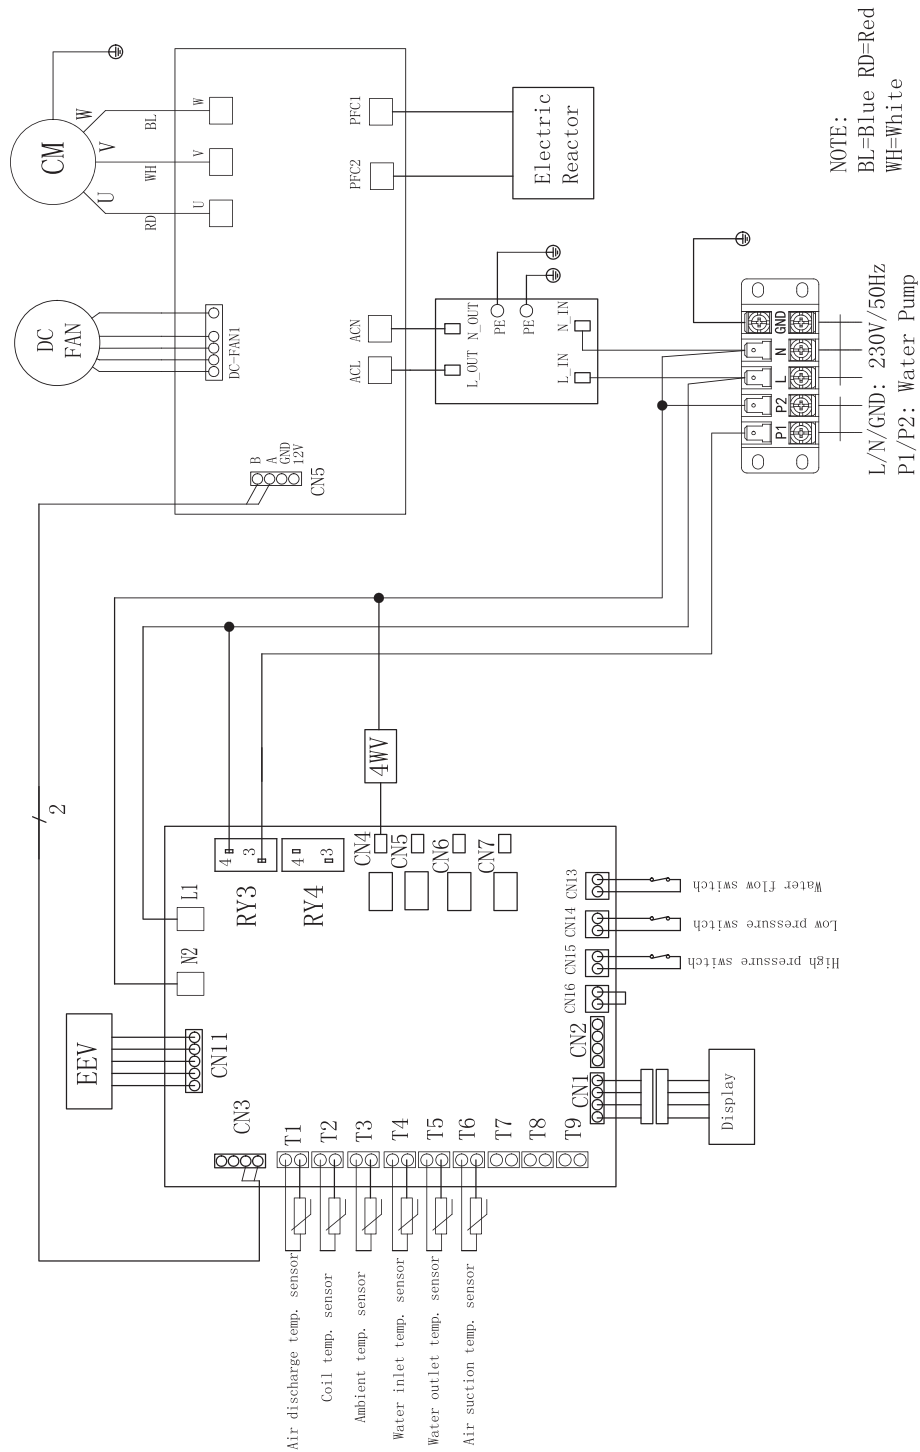 CM
W
V
U
BL
WH
RD
W
V
U
DC
FAN
DC-FAN1
B
A
GND
12V
CN5
PFC1
PFC2
Electric
Reactor
ACN
ACL
L_OUT
N_OUT
PE
PE
L_IN
N_IN
GND
N
L
P2
P1
NOTE:
BL=Blue RD=Red
WH=White
L/N/GND: 230V/50Hz
P1/P2: Water Pump
2
4WV
L1
N2
4
3
RY3
4
3
RY4
CN4
CN5
CN6
CN7
EEV
CN11
CN3
T1
T2
T3
T4
T5
T6
T7
T8
T9
CN13
CN14
CN15
CN16
CN2
CN1
Water flow switch
Low pressure switch
High pressure switch
Display
Air discharge temp. sensor
Coil temp. sensor
Ambient temp. sensor
Water inlet temp. sensor
Water outlet temp. sensor
Air suction temp. sensor